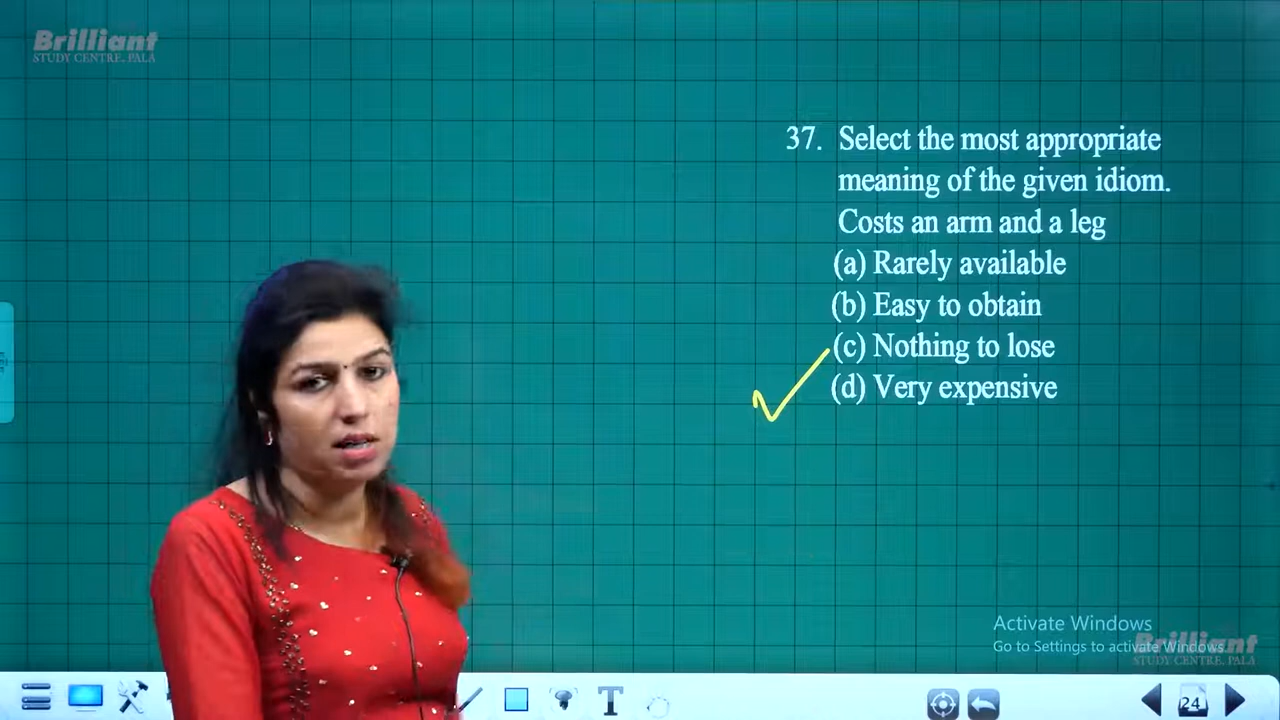 Brilliant
STUDY CENTRE, PALA
37. Select the most appropriate
meaning of the given idiom.
Costs an arm and a leg
(a) Rarely available
(b) Easy to obtain
(c) Nothing to lose
(d) Very expensive
Activate Windows
Go to Settings to activate Windows.
Brilliant
STUDY CENTRE, PALA
T
24